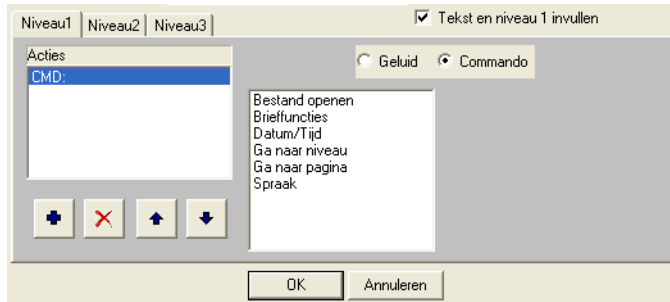 Niveau1 Niveau2 Niveau3
Tekst en niveau 1 invullen
Acties
CMD:
Geluid Commando
Bestand openen
Brieffuncties
Datum/Tijd
Ga naar niveau
Ga naar pagina
Spraak
OK Annuleren